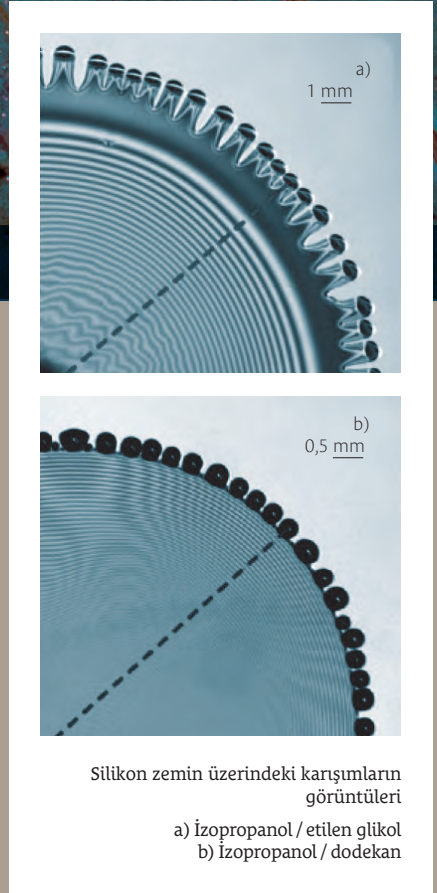 a)
1 mm
b)
0,5 mm
Silikon zemin üzerindeki karışımların
görüntüleri
a) İzopropanol / etilen glikol
b) İzopropanol / dodekan